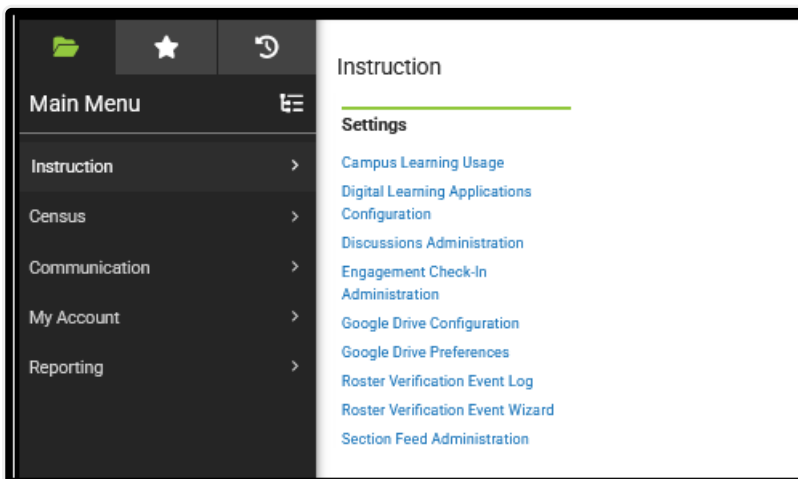 Main Menu
Instruction
Census
Communication
My Account
Reporting
Instruction
Settings
Campus Learning Usage
Digital Learning Applications
Configuration
Discussions Administration
Engagement Check-In
Administration
Google Drive Configuration
Google Drive Preferences
Roster Verification Event Log
Roster Verification Event Wizard
Section Feed Administration